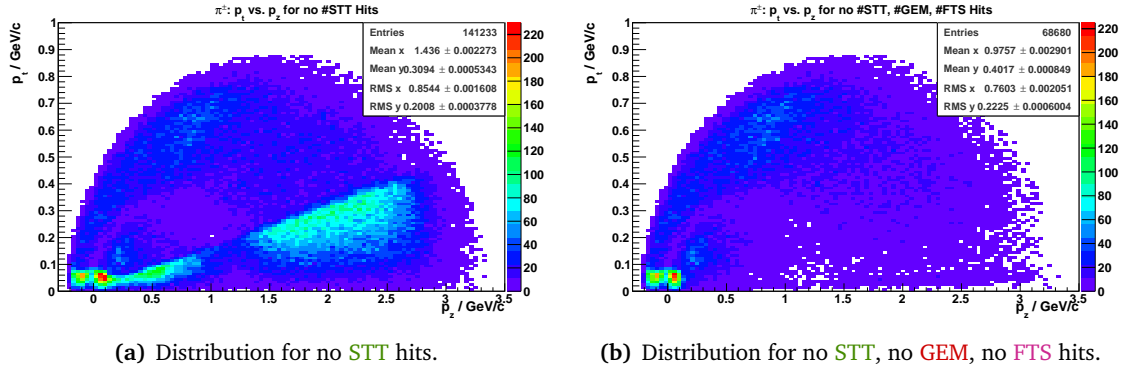 π±: p_t vs. p_z for no #STT Hits
Entries 141233
Mean x 1.436 ± 0.002273
Mean y 0.3094 ± 0.0005343
RMS x 0.8544 ± 0.001608
RMS y 0.2008 ± 0.0003778
p_t / GeV/c
1
0.9
0.8
0.7
0.6
0.5
0.4
0.3
0.2
0.1
0
0 0.5 1 1.5 2 2.5 3 3.5
p_z / GeV/c
220
200
180
160
140
120
100
80
60
40
20
0
π±: p_t vs. p_z for no #STT, #GEM, #FTS Hits
Entries 68680
Mean x 0.9757 ± 0.002901
Mean y 0.4017 ± 0.000849
RMS x 0.7603 ± 0.002051
RMS y 0.2225 ± 0.0006004
p_t / GeV/c
1
0.9
0.8
0.7
0.6
0.5
0.4
0.3
0.2
0.1
0
0 0.5 1 1.5 2 2.5 3 3.5
p_z / GeV/c
220
200
180
160
140
120
100
80
60
40
20
0
(a) Distribution for no STT hits.
(b) Distribution for no STT, no GEM, no FTS hits.